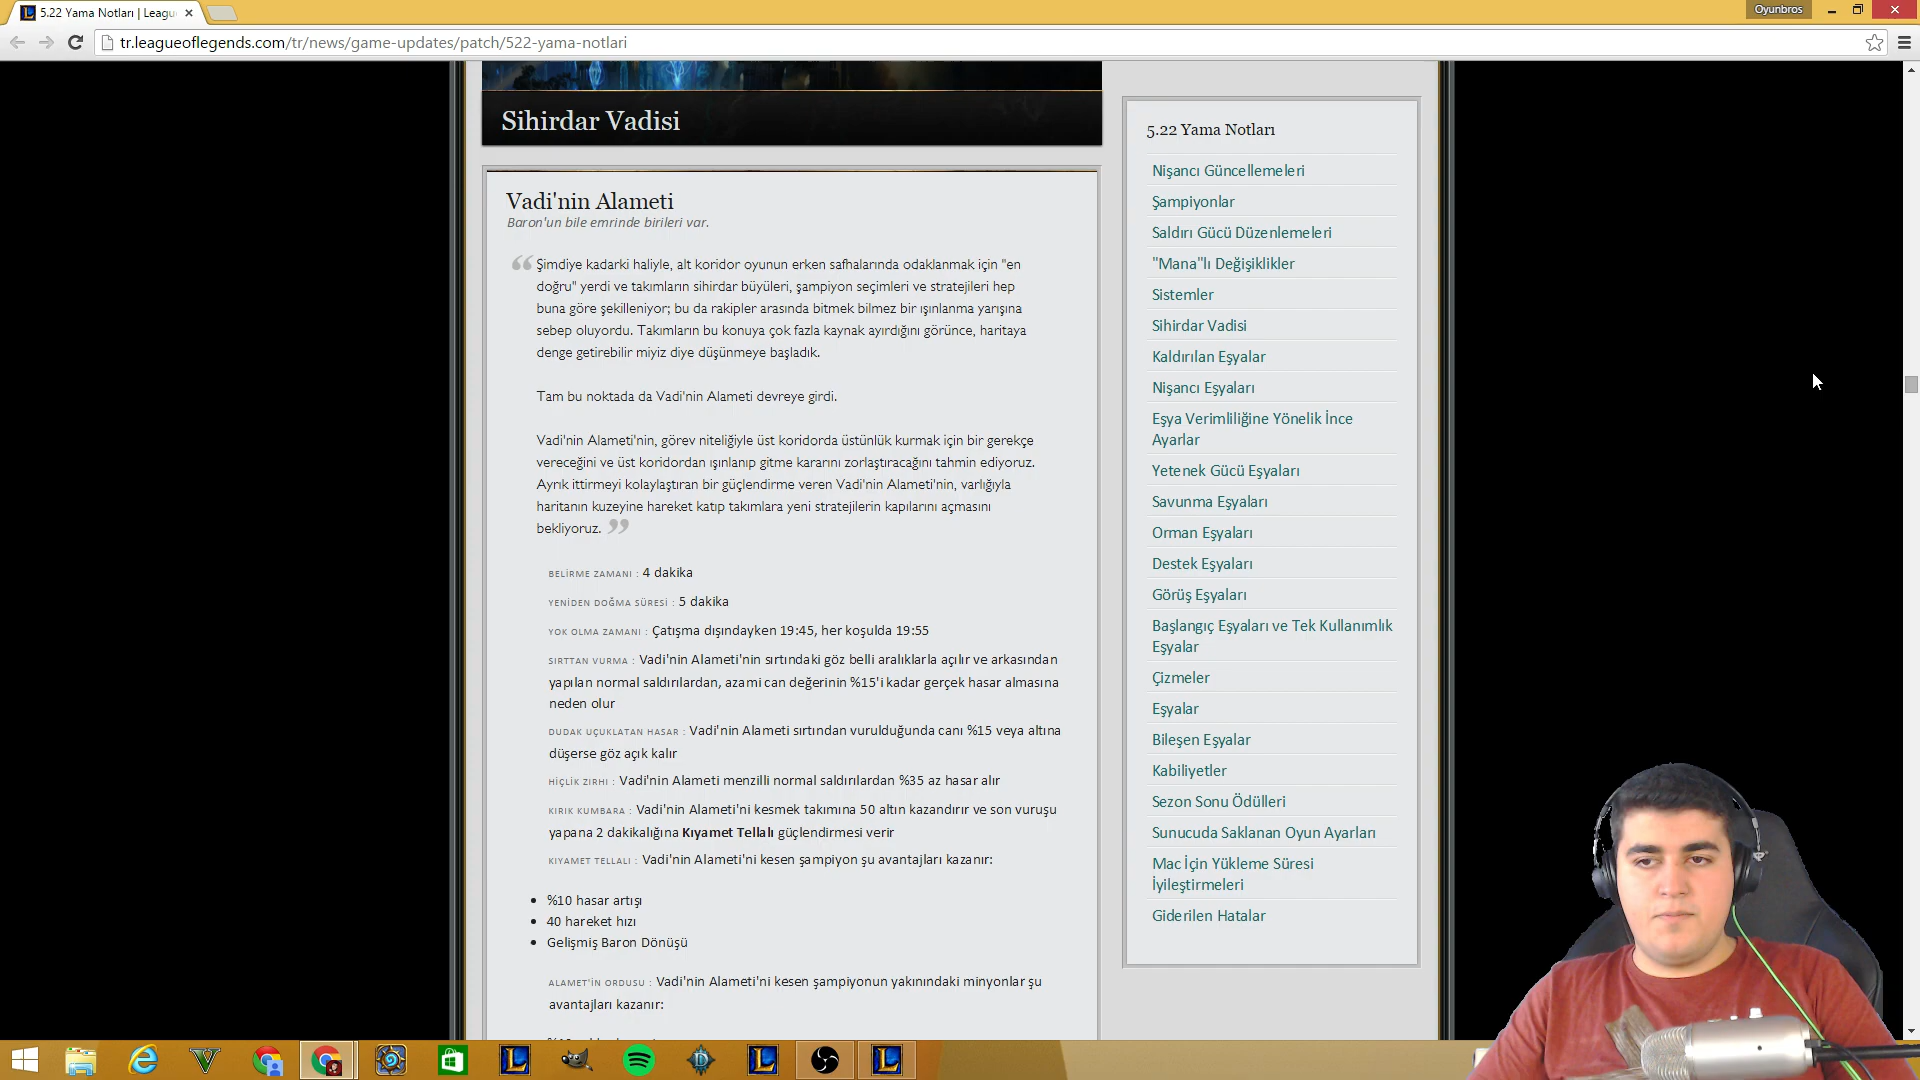 5.22 Yama Notları | Leagu
Oyunbros
tr.leagueoflegends.com/tr/news/game-updates/patch/522-yama-notlari
Sihirdar Vadisi
Vadi'nin Alameti
Baron'un bile emrinde birileri var.
“ Şimdiye kadarki haliyle, alt koridor oyunun erken safhalarında odaklanmak için "en
doğru" yerdi ve takımların sihirdar büyüleri, şampiyon seçimleri ve stratejileri hep
buna göre şekilleniyor; bu da rakipler arasında bitmek bilmez bir ışınlanma yarışına
sebep oluyordu. Takımların bu konuya çok fazla kaynak ayırdığını görünce, haritaya
denge getirebilir miyiz diye düşünmeye başladık.
Tam bu noktada da Vadi'nin Alameti devreye girdi.
Vadi'nin Alameti'nin, görev niteliğiyle üst koridorda üstünlük kurmak için bir gerekçe
vereceğini ve üst koridordan ışınlanıp gitme kararını zorlaştıracağını tahmin ediyoruz.
Ayrık ittirmeyi kolaylaştıran bir güçlendirme veren Vadi'nin Alameti'nin, varlığıyla
haritanın kuzeyine hareket katıp takımlara yeni stratejilerin kapılarını açmasını
bekliyoruz. ”
BELİRME ZAMANI : 4 dakika
YENİDEN DOĞMA SÜRESİ : 5 dakika
YOK OLMA ZAMANI : Çatışma dışındayken 19:45, her koşulda 19:55
SIRTTAN VURMA : Vadi'nin Alameti'nin sırtındaki göz belli aralıklarla açılır ve arkasından
yapılan normal saldırılardan, azami can değerinin %15'i kadar gerçek hasar almasına
neden olur
DUDAK UÇUKLATAN HASAR : Vadi'nin Alameti sırtından vurulduğunda canı %15 veya altına
düşerse göz açık kalır
HİÇLİK ZIRHI : Vadi'nin Alameti menzilli normal saldırılardan %35 az hasar alır
KIRIK KUMBARA : Vadi'nin Alameti'ni kesmek takımına 50 altın kazandırır ve son vuruşu
yapana 2 dakikalığına Kıyamet Tellalı güçlendirmesi verir
KIYAMET TELLALI : Vadi'nin Alameti'ni kesen şampiyon şu avantajları kazanır:
• %10 hasar artışı
• 40 hareket hızı
• Gelişmiş Baron Dönüşü
ALAMET'İN ORDUSU : Vadi'nin Alameti'ni kesen şampiyonun yakınındaki minyonlar şu
avantajları kazanır:
5.22 Yama Notları
Nişancı Güncellemeleri
Şampiyonlar
Saldırı Gücü Düzenlemeleri
"Mana"lı Değişiklikler
Sistemler
Sihirdar Vadisi
Kaldırılan Eşyalar
Nişancı Eşyaları
Eşya Verimliliğine Yönelik İnce
Ayarlar
Yetenek Gücü Eşyaları
Savunma Eşyaları
Orman Eşyaları
Destek Eşyaları
Görüş Eşyaları
Başlangıç Eşyaları ve Tek Kullanımlık
Eşyalar
Çizmeler
Eşyalar
Bileşen Eşyalar
Kabiliyetler
Sezon Sonu Ödülleri
Sunucuda Saklanan Oyun Ayarları
Mac İçin Yükleme Süresi
İyileştirmeleri
Giderilen Hatalar